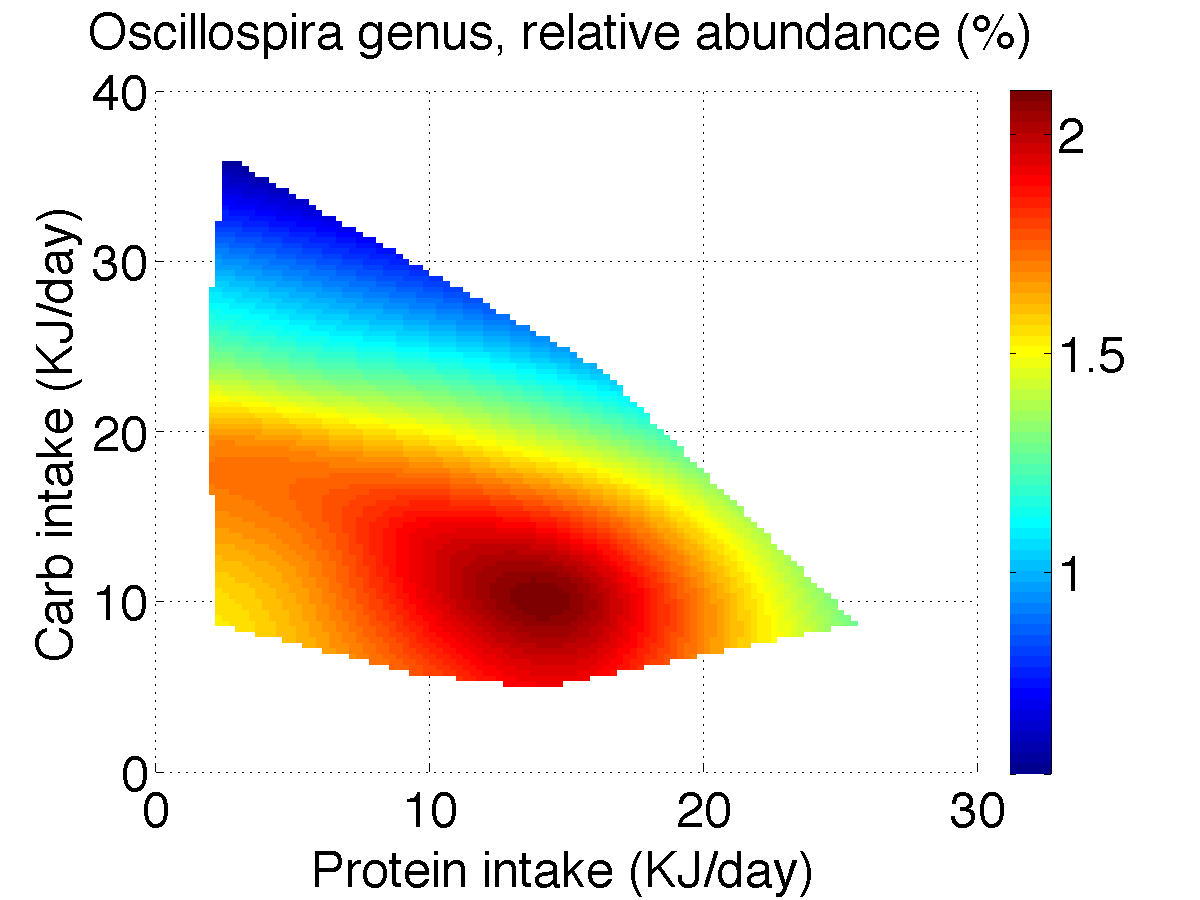 Oscillospira genus, relative abundance (%)
40
30
20
10
0
0 10 20 30
Carb intake (KJ/day)
Protein intake (KJ/day)
2
1.5
1